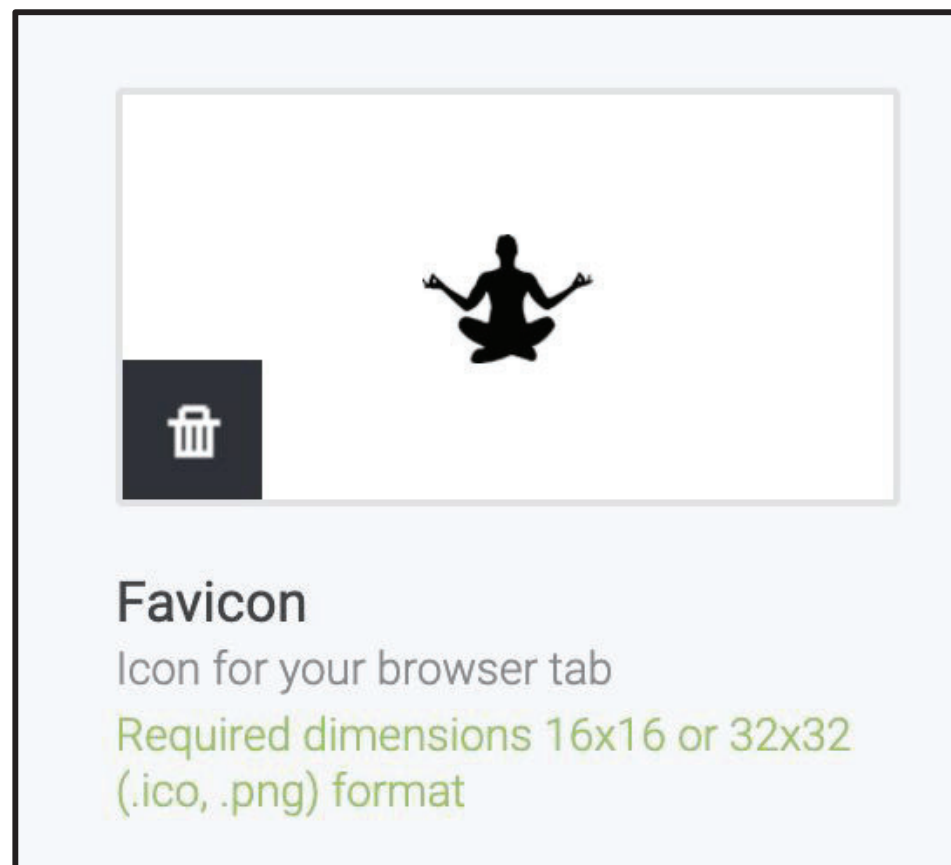 Favicon
Icon for your browser tab
Required dimensions 16x16 or 32x32
(.ico, .png) format